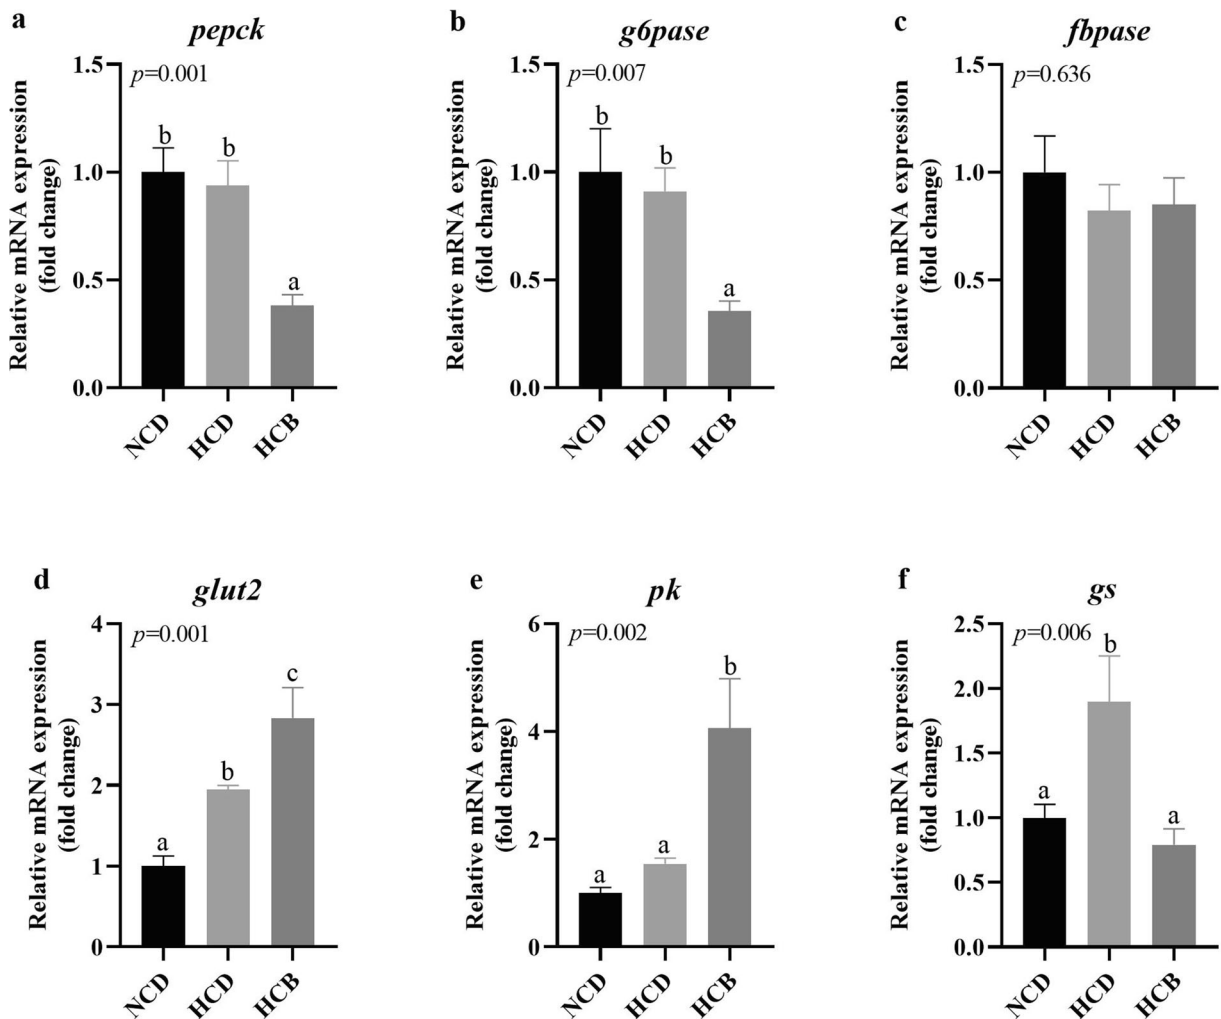 a
pepck
Relative mRNA expression
(fold change)
1.5
1.0
0.5
0.0
p=0.001
b
b
a
NCD
HCD
HCB
b
g6pase
Relative mRNA expression
(fold change)
1.5
1.0
0.5
0.0
p=0.007
b
b
a
NCD
HCD
HCB
c
fbpase
Relative mRNA expression
(fold change)
1.5
1.0
0.5
0.0
p=0.636
NCD
HCD
HCB
d
glut2
Relative mRNA expression
(fold change)
4
3
2
1
0
p=0.001
a
b
c
NCD
HCD
HCB
e
pk
Relative mRNA expression
(fold change)
6
4
2
0
p=0.002
a
a
b
NCD
HCD
HCB
f
gs
Relative mRNA expression
(fold change)
2.5
2.0
1.5
1.0
0.5
0.0
p=0.006
a
b
a
NCD
HCD
HCB